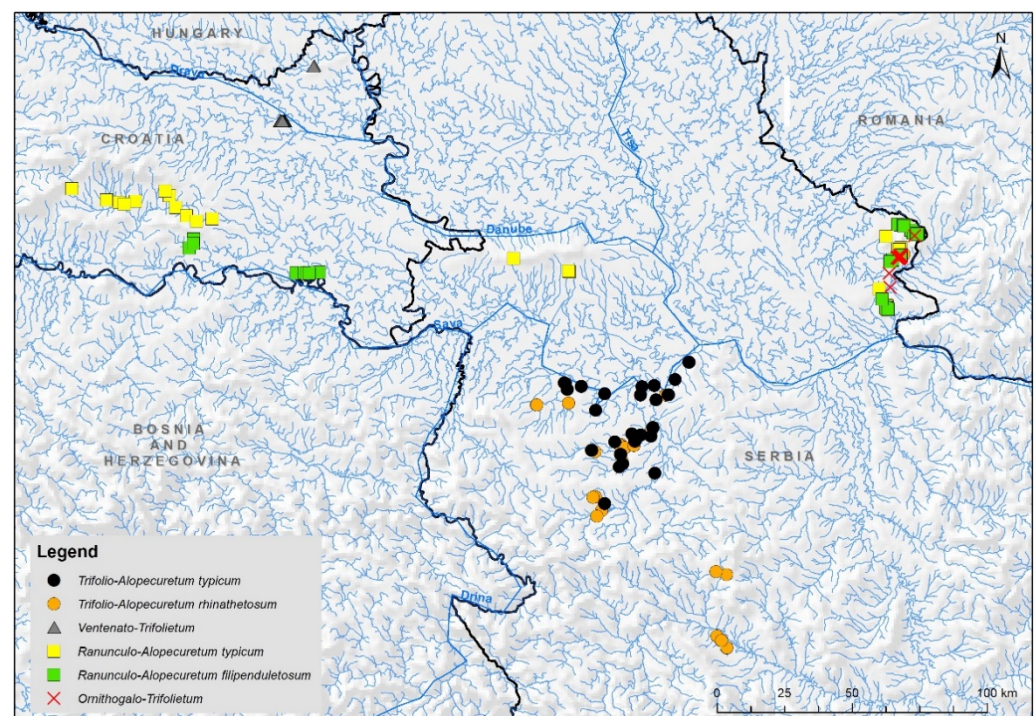 HUNGARY
N
Drava
Tisa
CROATIA
ROMANIA
Danube
Sava
BOSNIA
AND
HERZEGOVINA
SERBIA
Legend
Trifolio-Alopecuretum typicum
Trifolio-Alopecuretum rhinathetosum
Drina
Ventenato-Trifolietum
Ranunculo-Alopecuretum typicum
Ranunculo-Alopecuretum filipenduletosum
Ornithogalo-Trifolietum
0 25 50 100 km